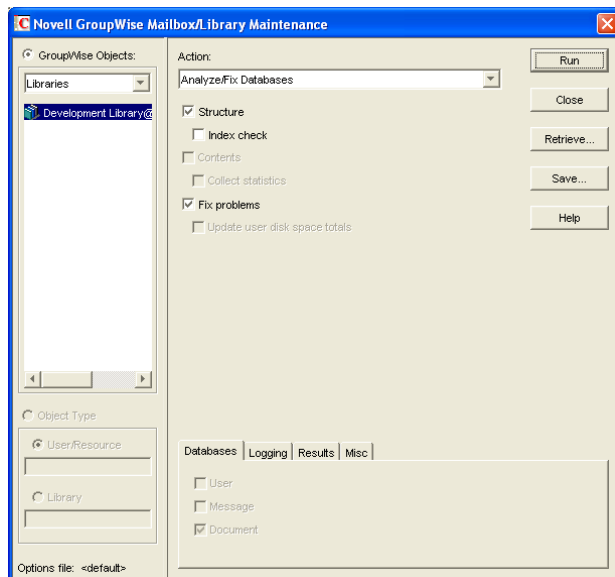 Novell GroupWise Mailbox/Library Maintenance
GroupWise Objects:
Libraries
Development Library@
Object Type
User/Resource
Library
Options file: <default>
Action:
Analyze/Fix Databases
Structure
Index check
Contents
Collect statistics
Fix problems
Update user disk space totals
Databases Logging Results Misc
User
Message
Document
Run
Close
Retrieve...
Save...
Help